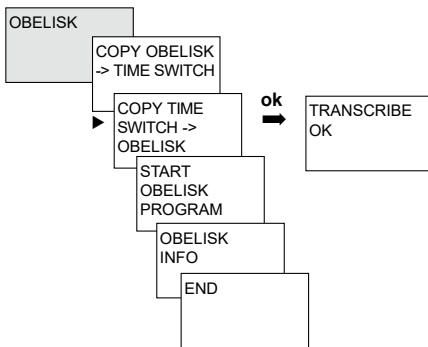 OBELISK
COPY OBELISK
-> TIME SWITCH
COPY TIME
SWITCH ->
OBELISK
ok
TRANSCRIBE
OK
START
OBELISK
PROGRAM
OBELISK
INFO
END